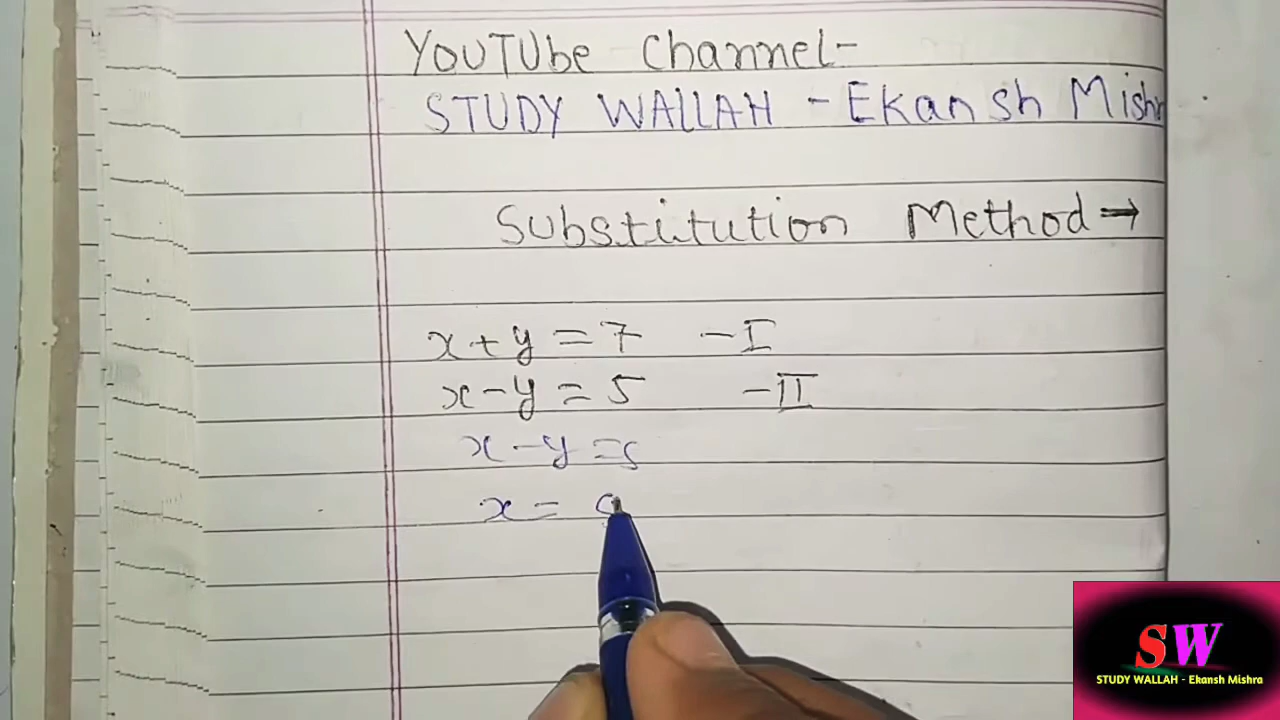 YOUTUbe Channel-
STUDY WALLAH - Ekansh Mishr
Substitution Method →
x+y=7 -I
x-y=5 -II
x-y=5
x=
SW
STUDY WALLAH - Ekansh Mishra